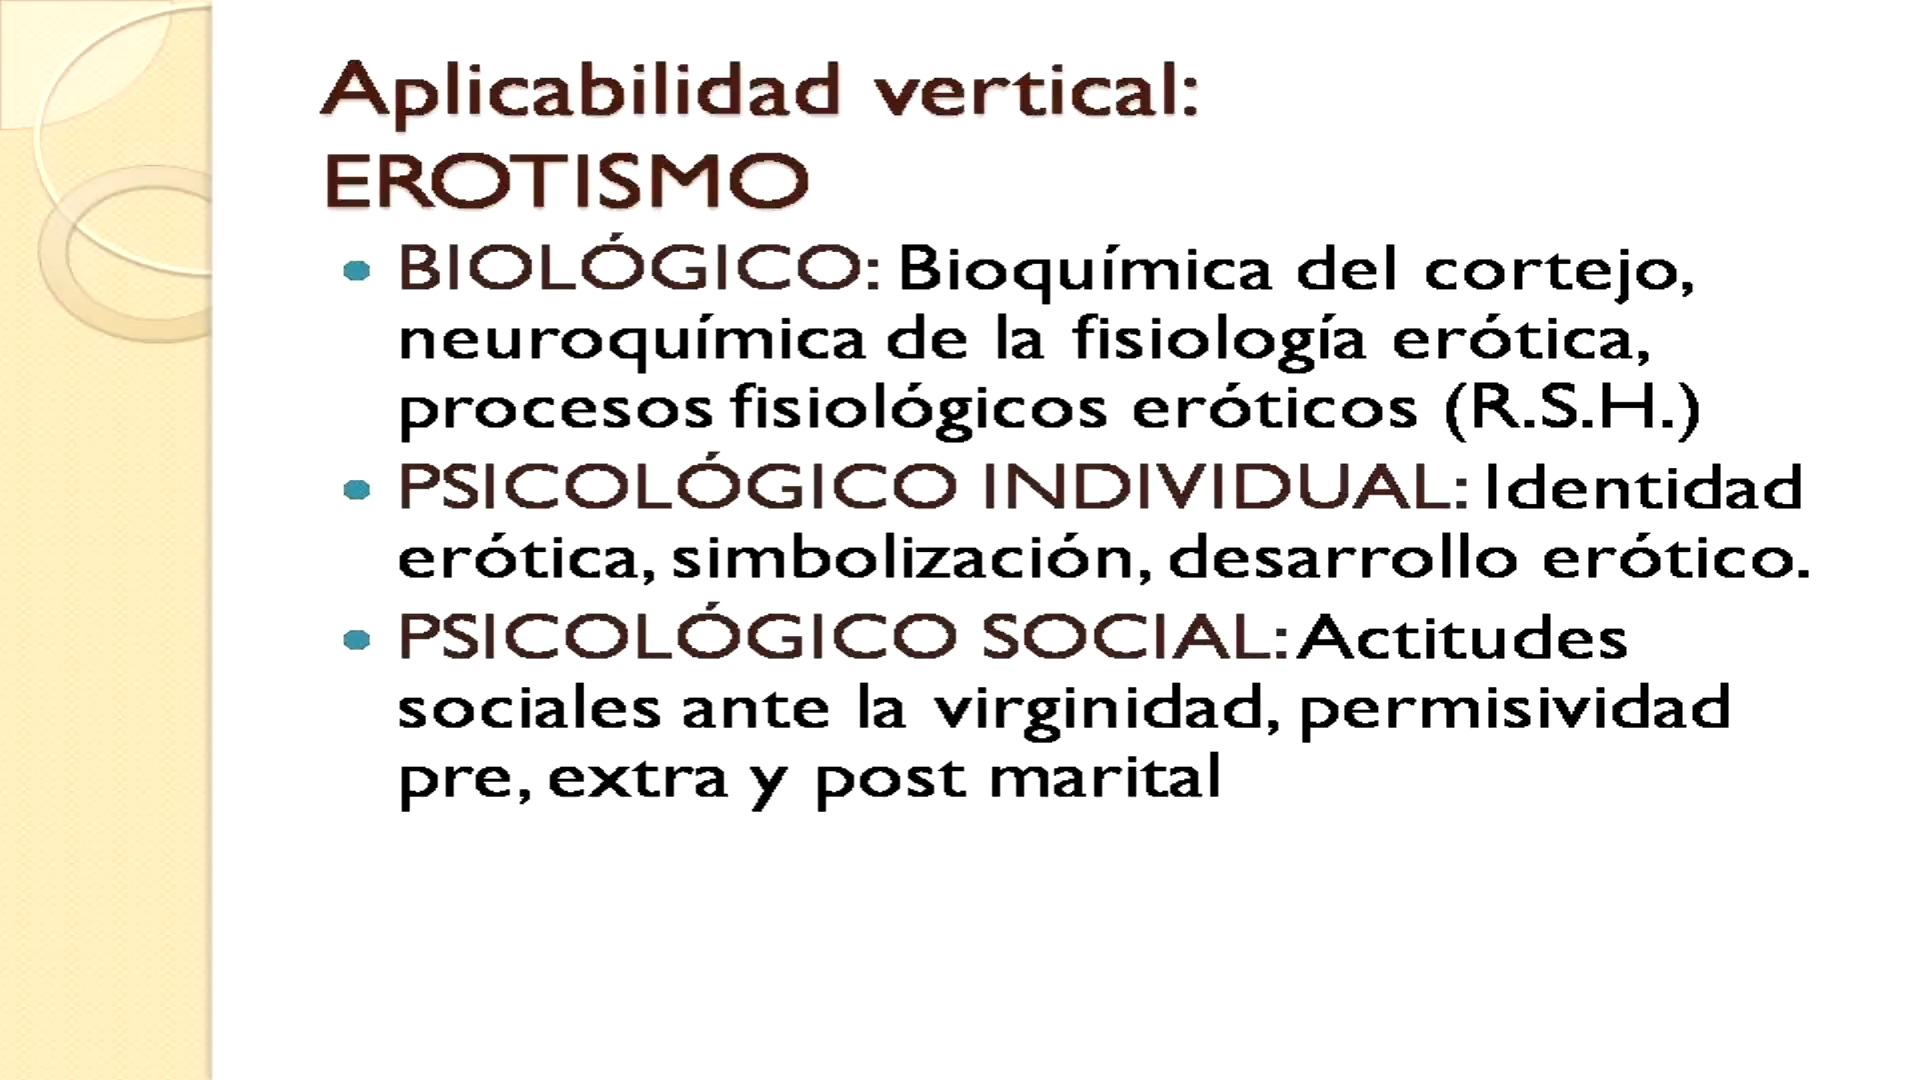 Aplicabilidad vertical:
EROTISMO
BIOLÓGICO: Bioquímica del cortejo,
neuroquímica de la fisiología erótica,
procesos fisiológicos eróticos (R.S.H.)
PSICOLÓGICO INDIVIDUAL: Identidad
erótica, simbolización, desarrollo erótico.
PSICOLÓGICO SOCIAL: Actitudes
sociales ante la virginidad, permisividad
pre, extra y post marital